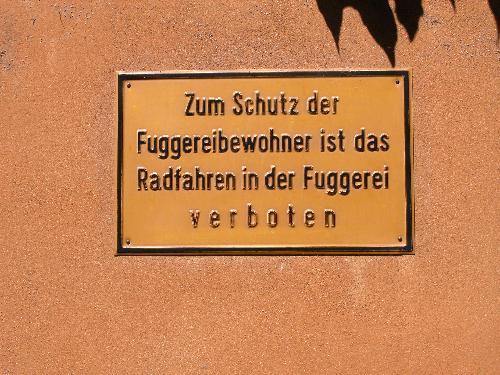 Zum Schutz der
Fuggereibewohner ist das
Radfahren in der Fuggerei
verboten